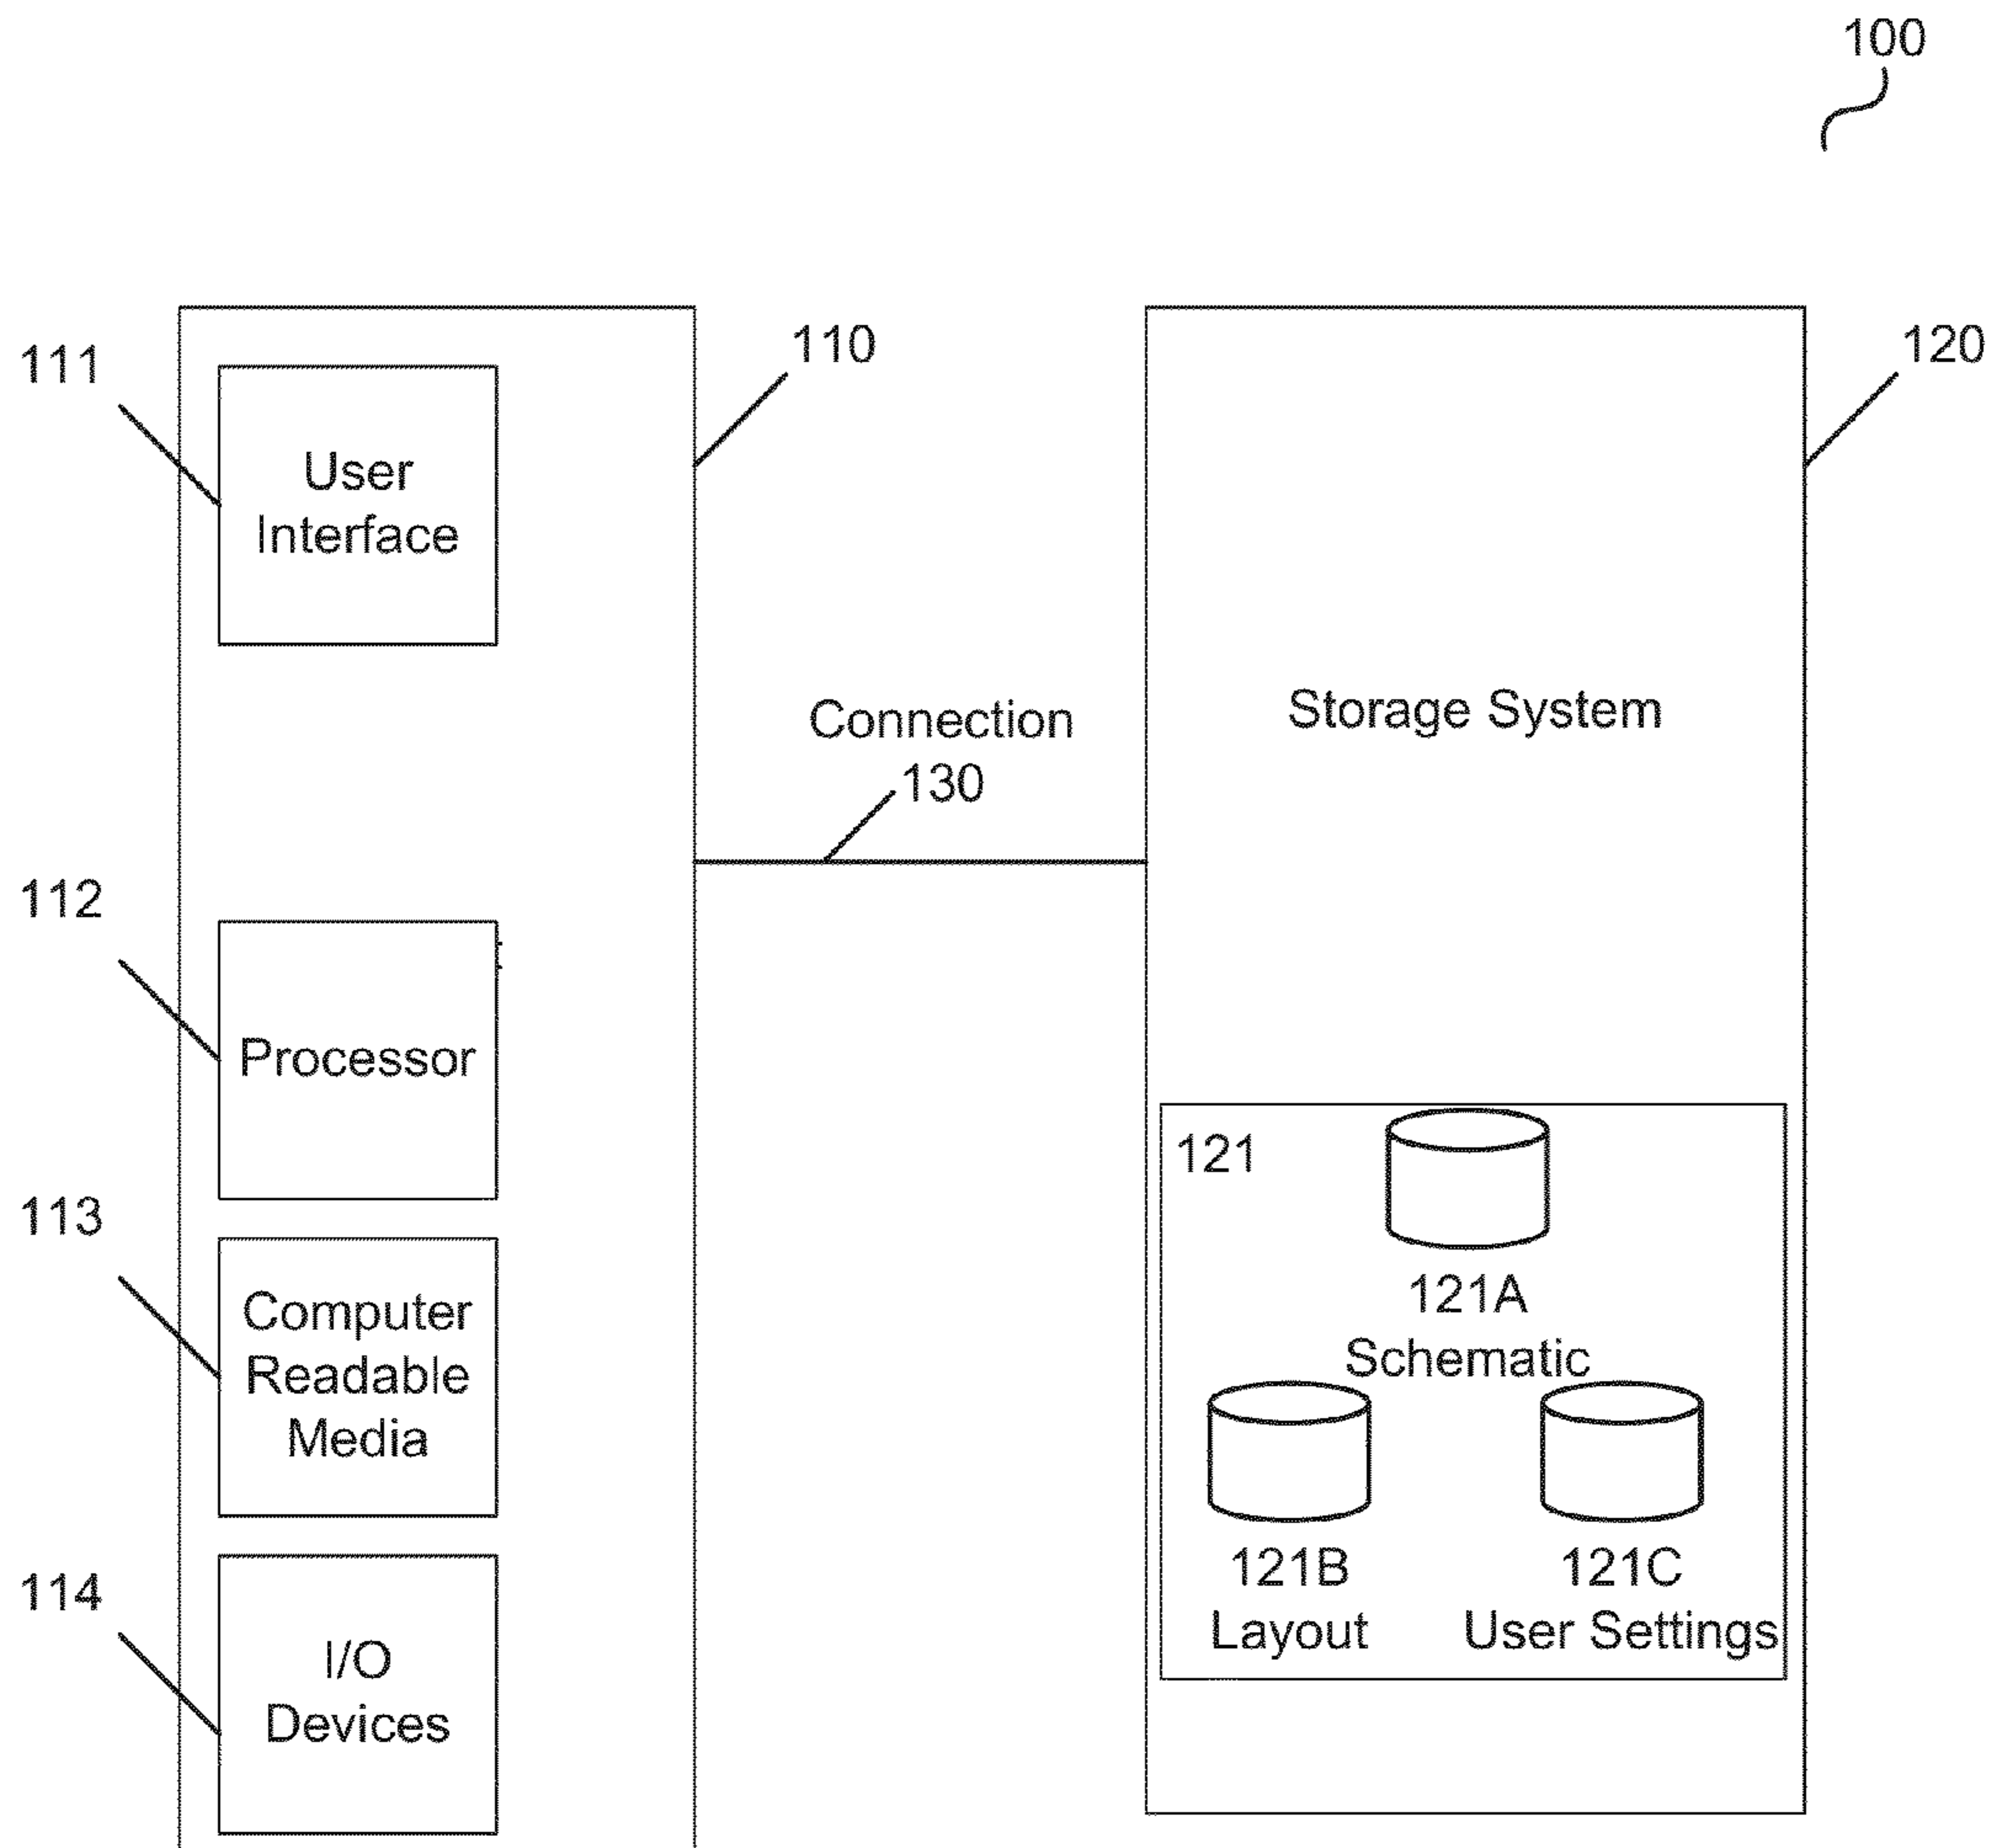 100
111
110
120
User
Interface
Connection
130
Storage System
112
Processor
113
121
Computer
Readable
Media
121A
Schematic
114
I/O
Devices
121B
Layout
121C
User Settings